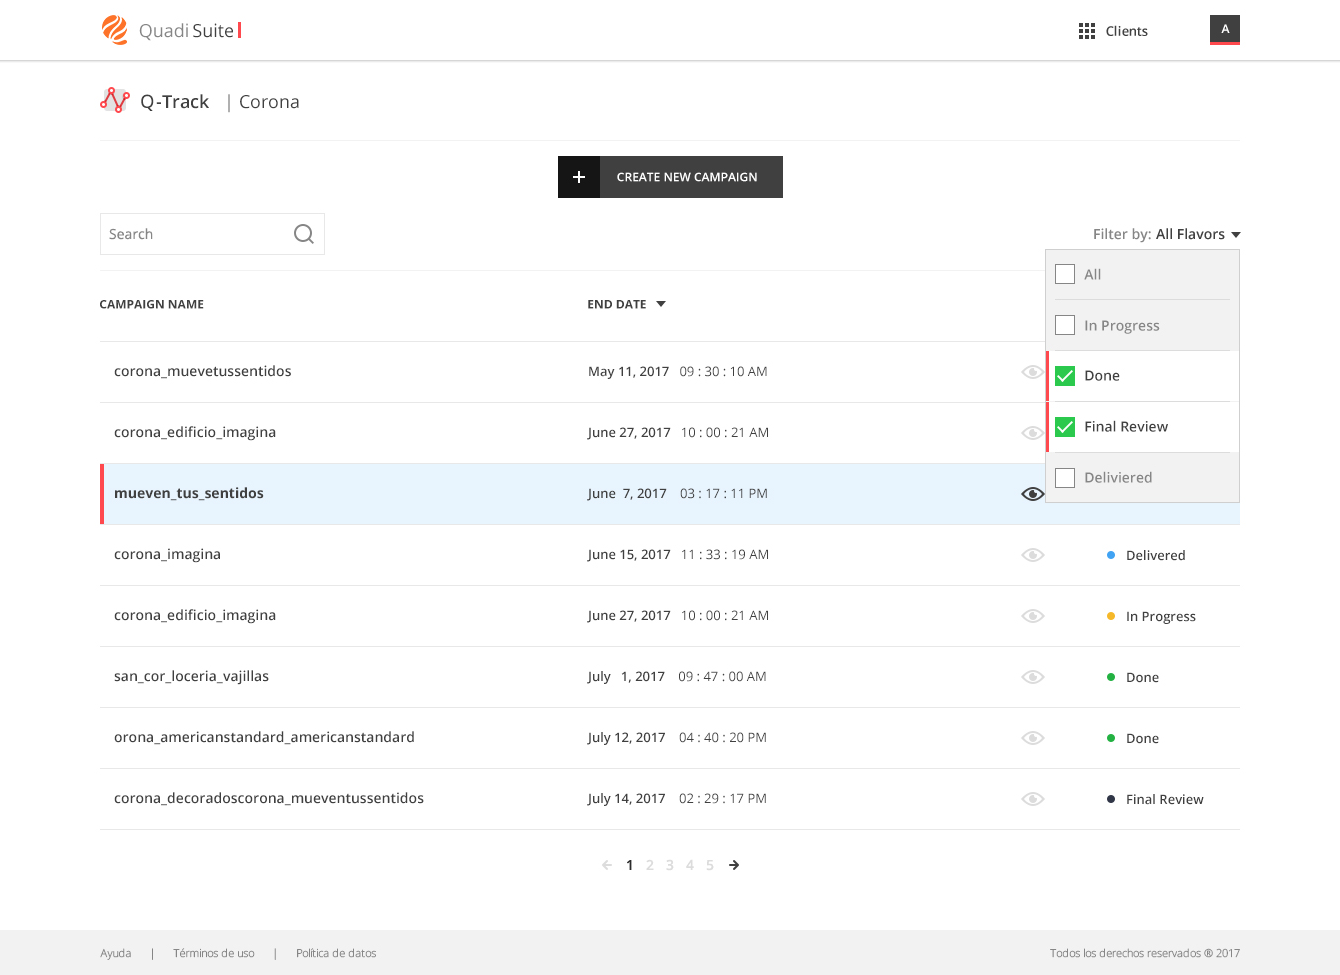 Quadi Suite
Clients
A
Q-Track | Corona
+ CREATE NEW CAMPAIGN
Search
Filter by: All Flavors
All
In Progress
Done
Final Review
Deliviered
CAMPAIGN NAME END DATE
corona_muevetussentidos May 11, 2017 09 : 30 : 10 AM
corona_edificio_imagina June 27, 2017 10 : 00 : 21 AM
mueven_tus_sentidos June 7, 2017 03 : 17 : 11 PM
corona_imagina June 15, 2017 11 : 33 : 19 AM Delivered
corona_edificio_imagina June 27, 2017 10 : 00 : 21 AM In Progress
san_cor_loceria_vajillas July 1, 2017 09 : 47 : 00 AM Done
orona_americanstandard_americanstandard July 12, 2017 04 : 40 : 20 PM Done
corona_decoradoscorona_mueventussentidos July 14, 2017 02 : 29 : 17 PM Final Review
← 1 2 3 4 5 →
Ayuda | Términos de uso | Política de datos
Todos los derechos reservados ® 2017